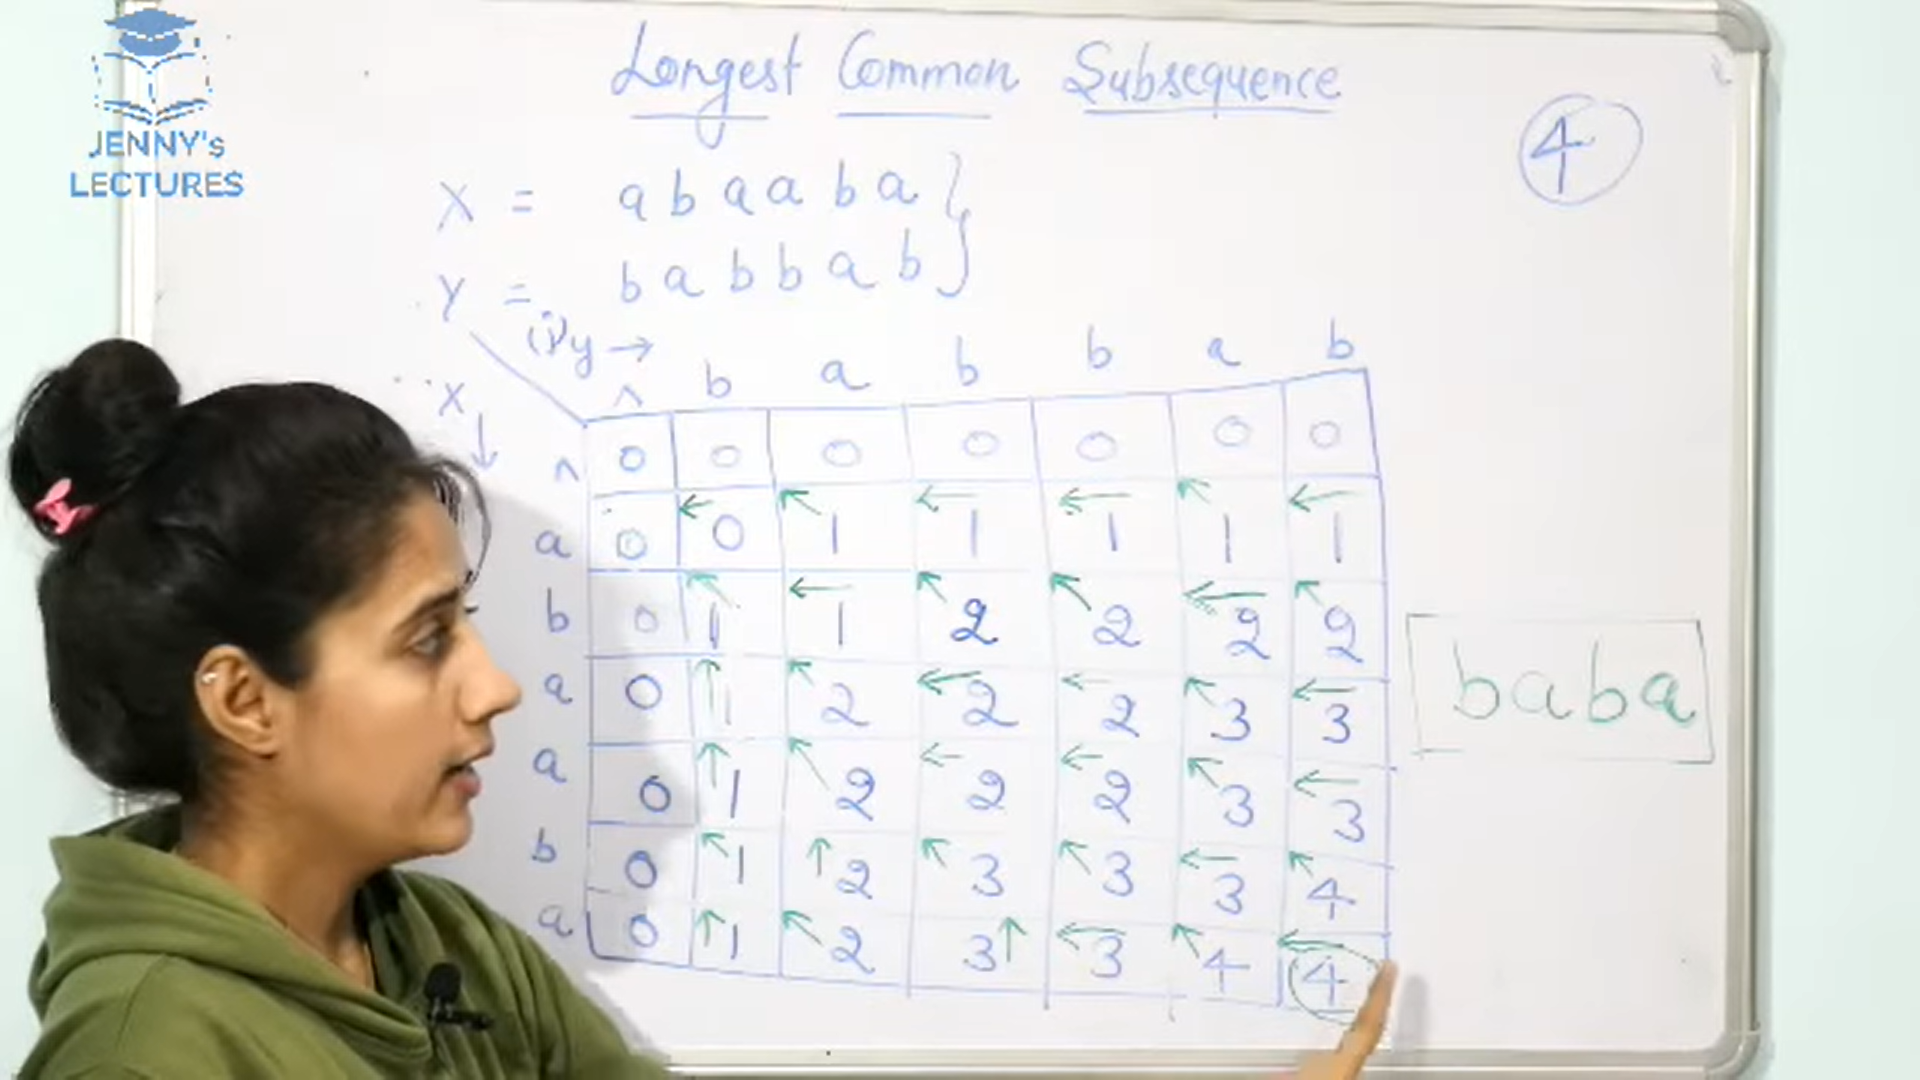 JENNY's
LECTURES
Longest Common Subsequence
4
X = a b a a b a }
Y = b a b b a b
(i) y →
X ↓
^ b a b b a b
^ 0 0 0 0 0 0 0
a 0 ← 0 ↖ 1 ← 1 ← 1 ↖ 1 ← 1
b 0 ↖ 1 ← 1 ↖ 2 ↖ 2 ← 2 ↖ 2
a 0 ↑ 1 ↖ 2 ← 2 ← 2 ↖ 3 ← 3
a 0 ↑ 1 ↖ 2 ← 2 ← 2 ↖ 3 ← 3
b 0 ↖ 1 ↑ 2 ↖ 3 ↖ 3 ← 3 ↖ 4
a 0 ↑ 1 ↖ 2 3 ↑ ← 3 ↖ 4 ← 4
baba